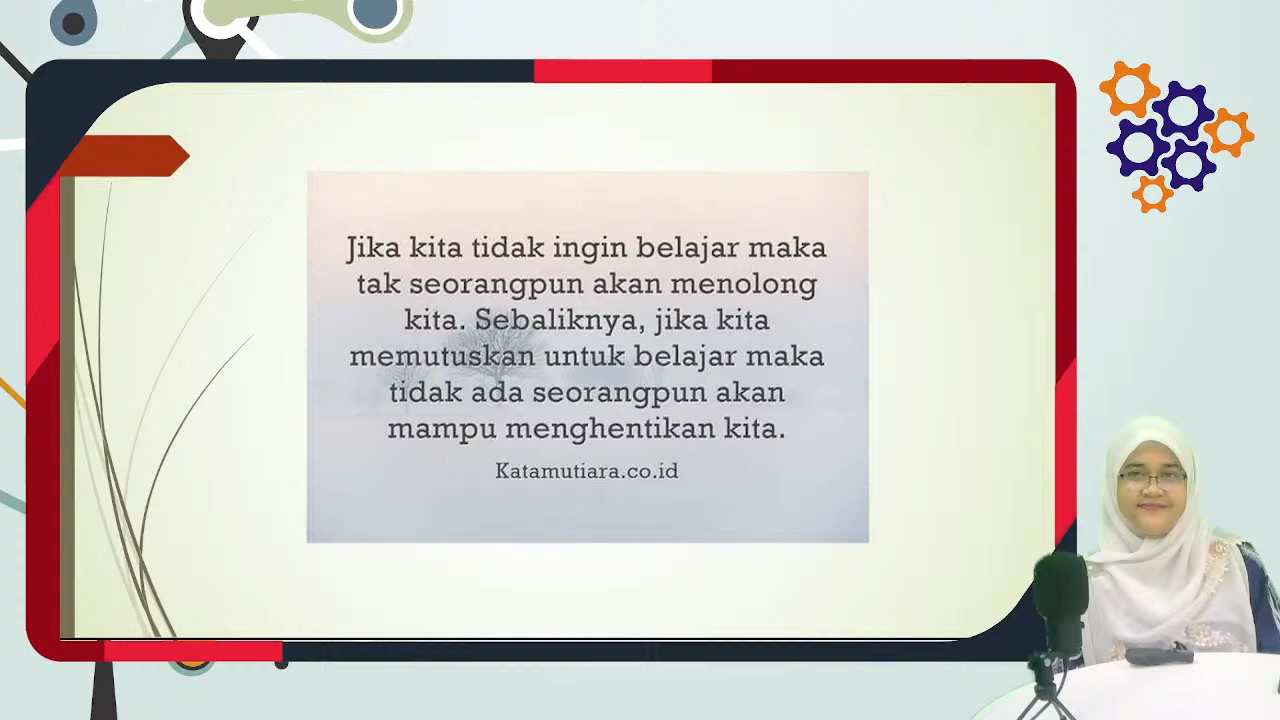 Jika kita tidak ingin belajar maka
tak seorangpun akan menolong
kita. Sebaliknya, jika kita
memutuskan untuk belajar maka
tidak ada seorangpun akan
mampu menghentikan kita.
Katamutiara.co.id